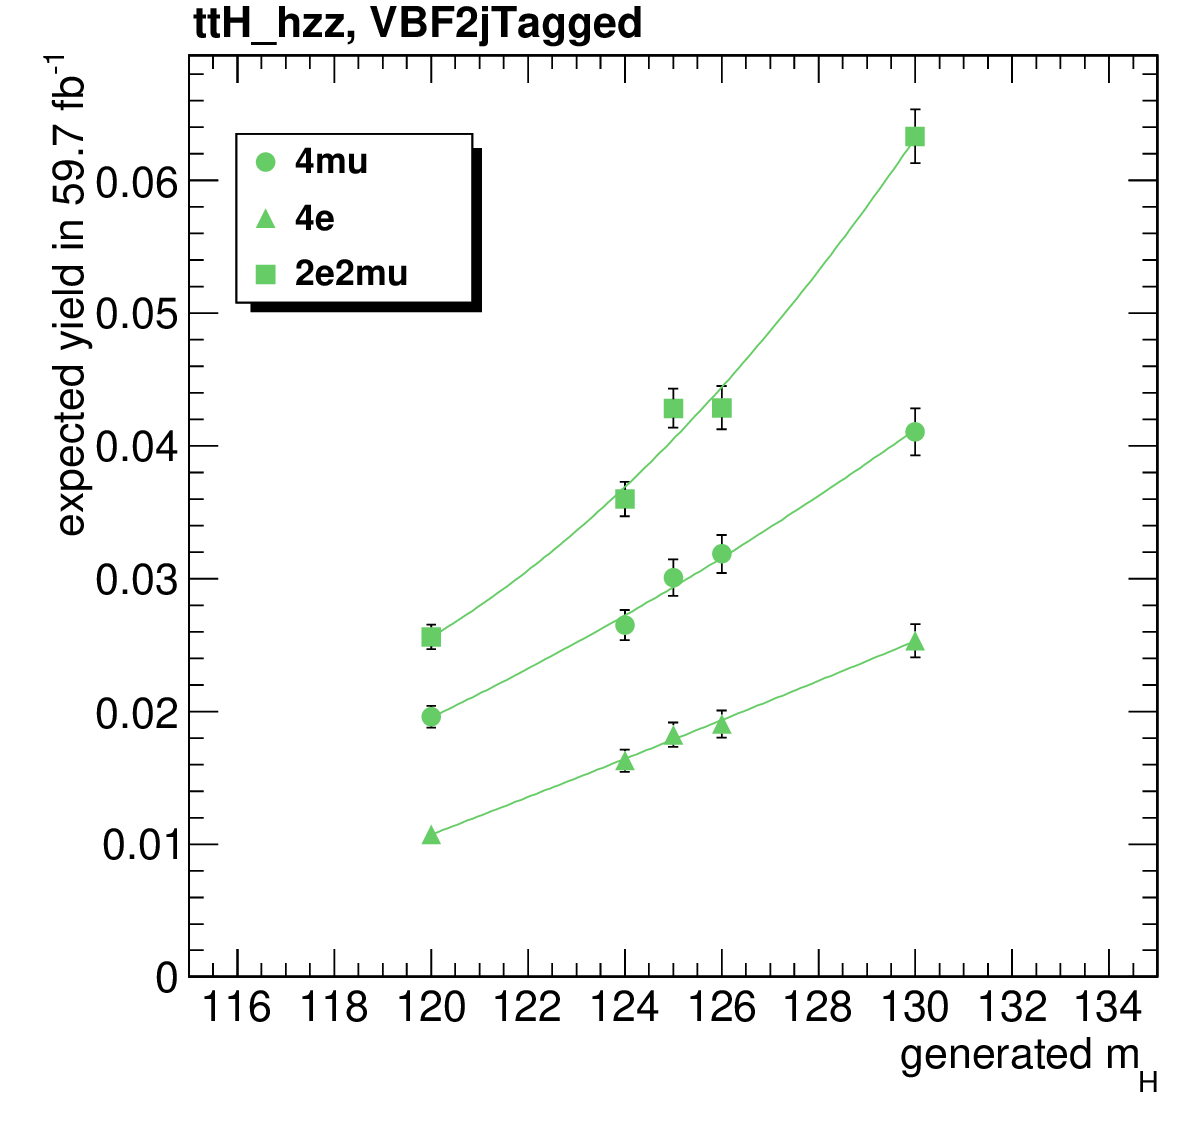 ttH_hzz, VBF2jTagged
expected yield in 59.7 fb-1
4mu
4e
2e2mu
0.06
0.05
0.04
0.03
0.02
0.01
0
116 118 120 122 124 126 128 130 132 134
generated mH